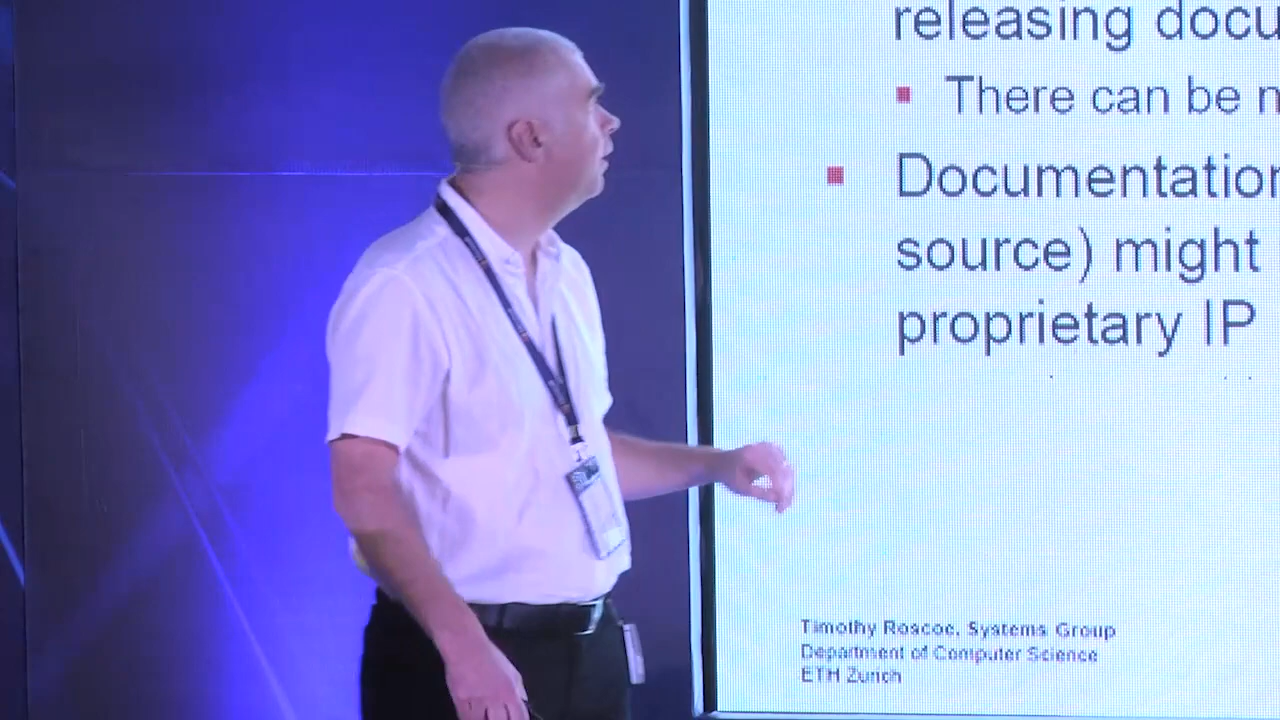 releasing docu
There can be
Documentation
source) might
proprietary IP
Timothy Roscoe, Systems Group
Department of Computer Science
ETH Zurich